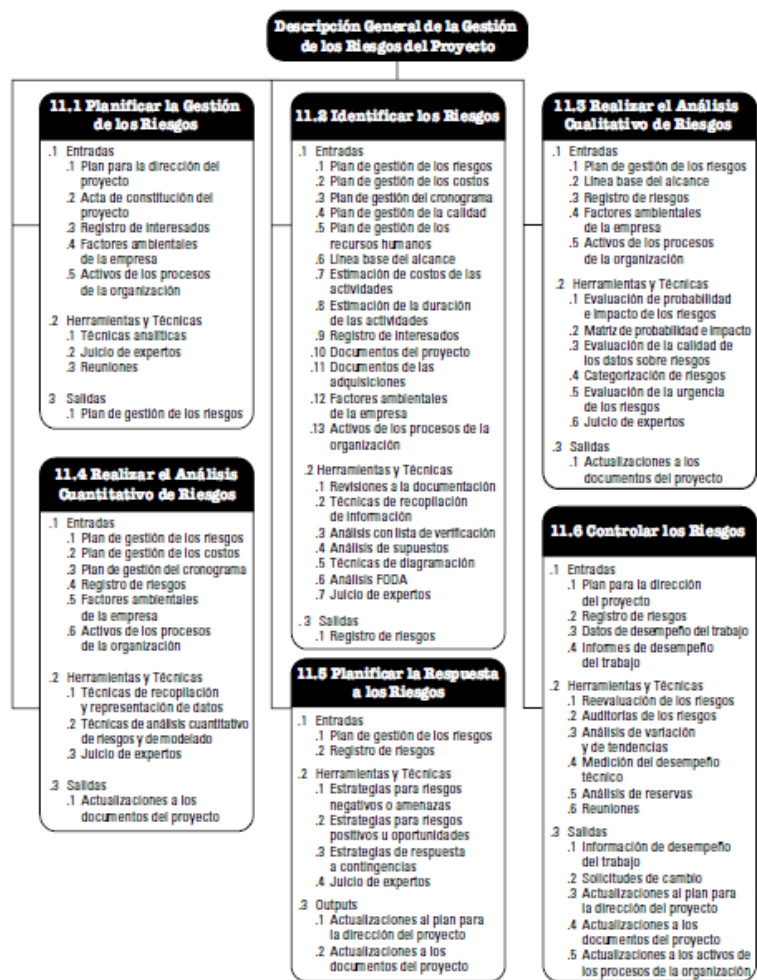 Descripción General de la Gestión
de los Riesgos del Proyecto
11.1 Planificar la Gestión
de los Riesgos
.1 Entradas
.1 Plan para la dirección del
proyecto
.2 Acta de constitución del
proyecto
.3 Registro de Interesados
.4 Factores ambientales
de la empresa
.5 Activos de los procesos
de la organización
.2 Herramientas y Técnicas
.1 Técnicas analíticas
.2 Juicio de expertos
.3 Reuniones
3 Salidas
.1 Plan de gestión de los riesgos
11.2 Identificar los Riesgos
.1 Entradas
.1 Plan de gestión de los riesgos
.2 Plan de gestión de los costos
.3 Plan de gestión del cronograma
.4 Plan de gestión de la calidad
.5 Plan de gestión de los
recursos humanos
.6 Línea base del alcance
.7 Estimación de costos de las
actividades
.8 Estimación de la duración
de las actividades
.9 Registro de Interesados
.10 Documentos del proyecto
.11 Documentos de las
adquisiciones
.12 Factores ambientales
de la empresa
.13 Activos de los procesos de la
organización
.2 Herramientas y Técnicas
.1 Revisiones a la documentación
.2 Técnicas de recopilación
de información
.3 Análisis con lista de verificación
.4 Análisis de supuestos
.5 Técnicas de diagramación
.6 Análisis FODA
.7 Juicio de expertos
.3 Salidas
.1 Registro de riesgos
11.3 Realizar el Análisis
Cualitativo de Riesgos
.1 Entradas
.1 Plan de gestión de los riesgos
.2 Línea base del alcance
.3 Registro de riesgos
.4 Factores ambientales
de la empresa
.5 Activos de los procesos
de la organización
.2 Herramientas y Técnicas
.1 Evaluación de probabilidad
e impacto de los riesgos
.2 Matriz de probabilidad e impacto
.3 Evaluación de la calidad de
los datos sobre riesgos
.4 Categorización de riesgos
.5 Evaluación de la urgencia
de los riesgos
.6 Juicio de expertos
.3 Salidas
.1 Actualizaciones a los
documentos del proyecto
11.4 Realizar el Análisis
Cuantitativo de Riesgos
.1 Entradas
.1 Plan de gestión de los riesgos
.2 Plan de gestión de los costos
.3 Plan de gestión del cronograma
.4 Registro de riesgos
.5 Factores ambientales
de la empresa
.6 Activos de los procesos
de la organización
.2 Herramientas y Técnicas
.1 Técnicas de recopilación
y representación de datos
.2 Técnicas de análisis cuantitativo
de riesgos y de modelado
.3 Juicio de expertos
.3 Salidas
.1 Actualizaciones a los
documentos del proyecto
11.5 Planificar la Respuesta
a los Riesgos
.1 Entradas
.1 Plan de gestión de los riesgos
.2 Registro de riesgos
.2 Herramientas y Técnicas
.1 Estrategias para riesgos
negativos o amenazas
.2 Estrategias para riesgos
positivos u oportunidades
.3 Estrategias de respuesta
a contingencias
.4 Juicio de expertos
.3 Outputs
.1 Actualizaciones al plan para
la dirección del proyecto
.2 Actualizaciones a los
documentos del proyecto
11.6 Controlar los Riesgos
.1 Entradas
.1 Plan para la dirección
del proyecto
.2 Registro de riesgos
.3 Datos de desempeño del trabajo
.4 Informes de desempeño
del trabajo
.2 Herramientas y Técnicas
.1 Reevaluación de los riesgos
.2 Auditorías de los riesgos
.3 Análisis de variación
y de tendencias
.4 Medición del desempeño
técnico
.5 Análisis de reservas
.6 Reuniones
.3 Salidas
.1 Información de desempeño
del trabajo
.2 Solicitudes de cambio
.3 Actualizaciones al plan para
la dirección del proyecto
.4 Actualizaciones a los
documentos del proyecto
.5 Actualizaciones a los activos de
los procesos de la organización